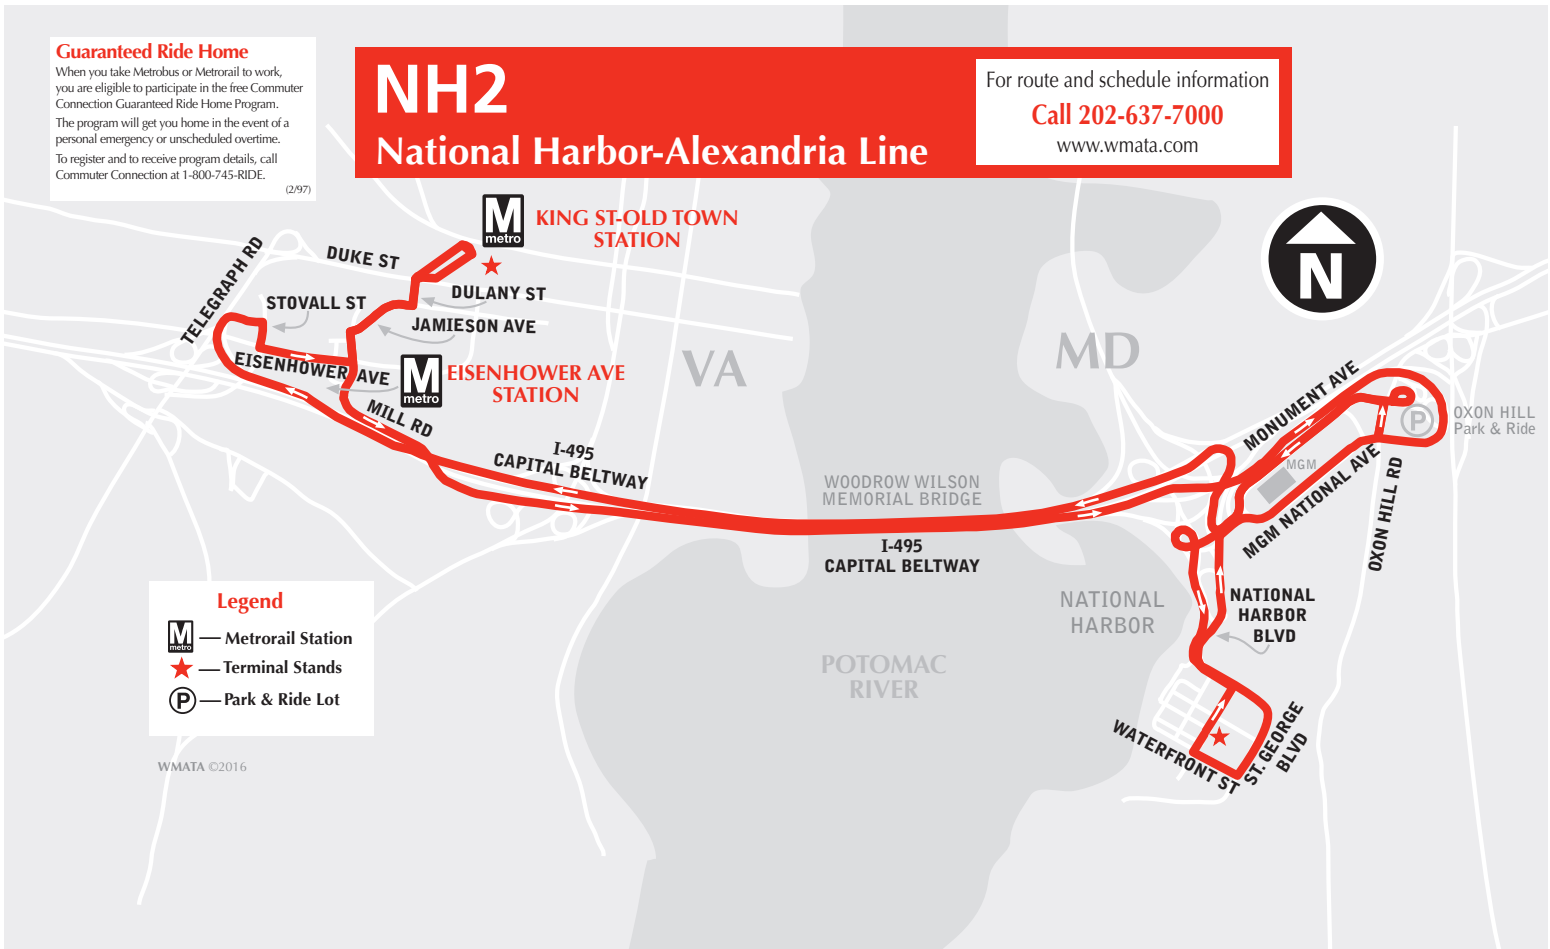 Guaranteed Ride Home
When you take Metrobus or Metrorail to work,
you are eligible to participate in the free Commuter
Connection Guaranteed Ride Home Program.
The program will get you home in the event of a
personal emergency or unscheduled overtime.
To register and to receive program details, call
Commuter Connection at 1-800-745-RIDE.
(2/97)
NH2
National Harbor-Alexandria Line
For route and schedule information
Call 202-637-7000
www.wmata.com
M
metro
KING ST-OLD TOWN
STATION
N
TELEGRAPH RD
DUKE ST
STOVALL ST
DULANY ST
JAMIESON AVE
EISENHOWER AVE
M
metro
EISENHOWER AVE
STATION
MILL RD
VA
MD
I-495
CAPITAL BELTWAY
WOODROW WILSON
MEMORIAL BRIDGE
I-495
CAPITAL BELTWAY
MONUMENT AVE
MGM
MGM NATIONAL AVE
P
OXON HILL
Park & Ride
OXON HILL RD
NATIONAL
HARBOR
NATIONAL
HARBOR
BLVD
POTOMAC
RIVER
WATERFRONT ST
ST. GEORGE
BLVD
Legend
M
metro
Metrorail Station
Terminal Stands
P
Park & Ride Lot
WMATA ©2016